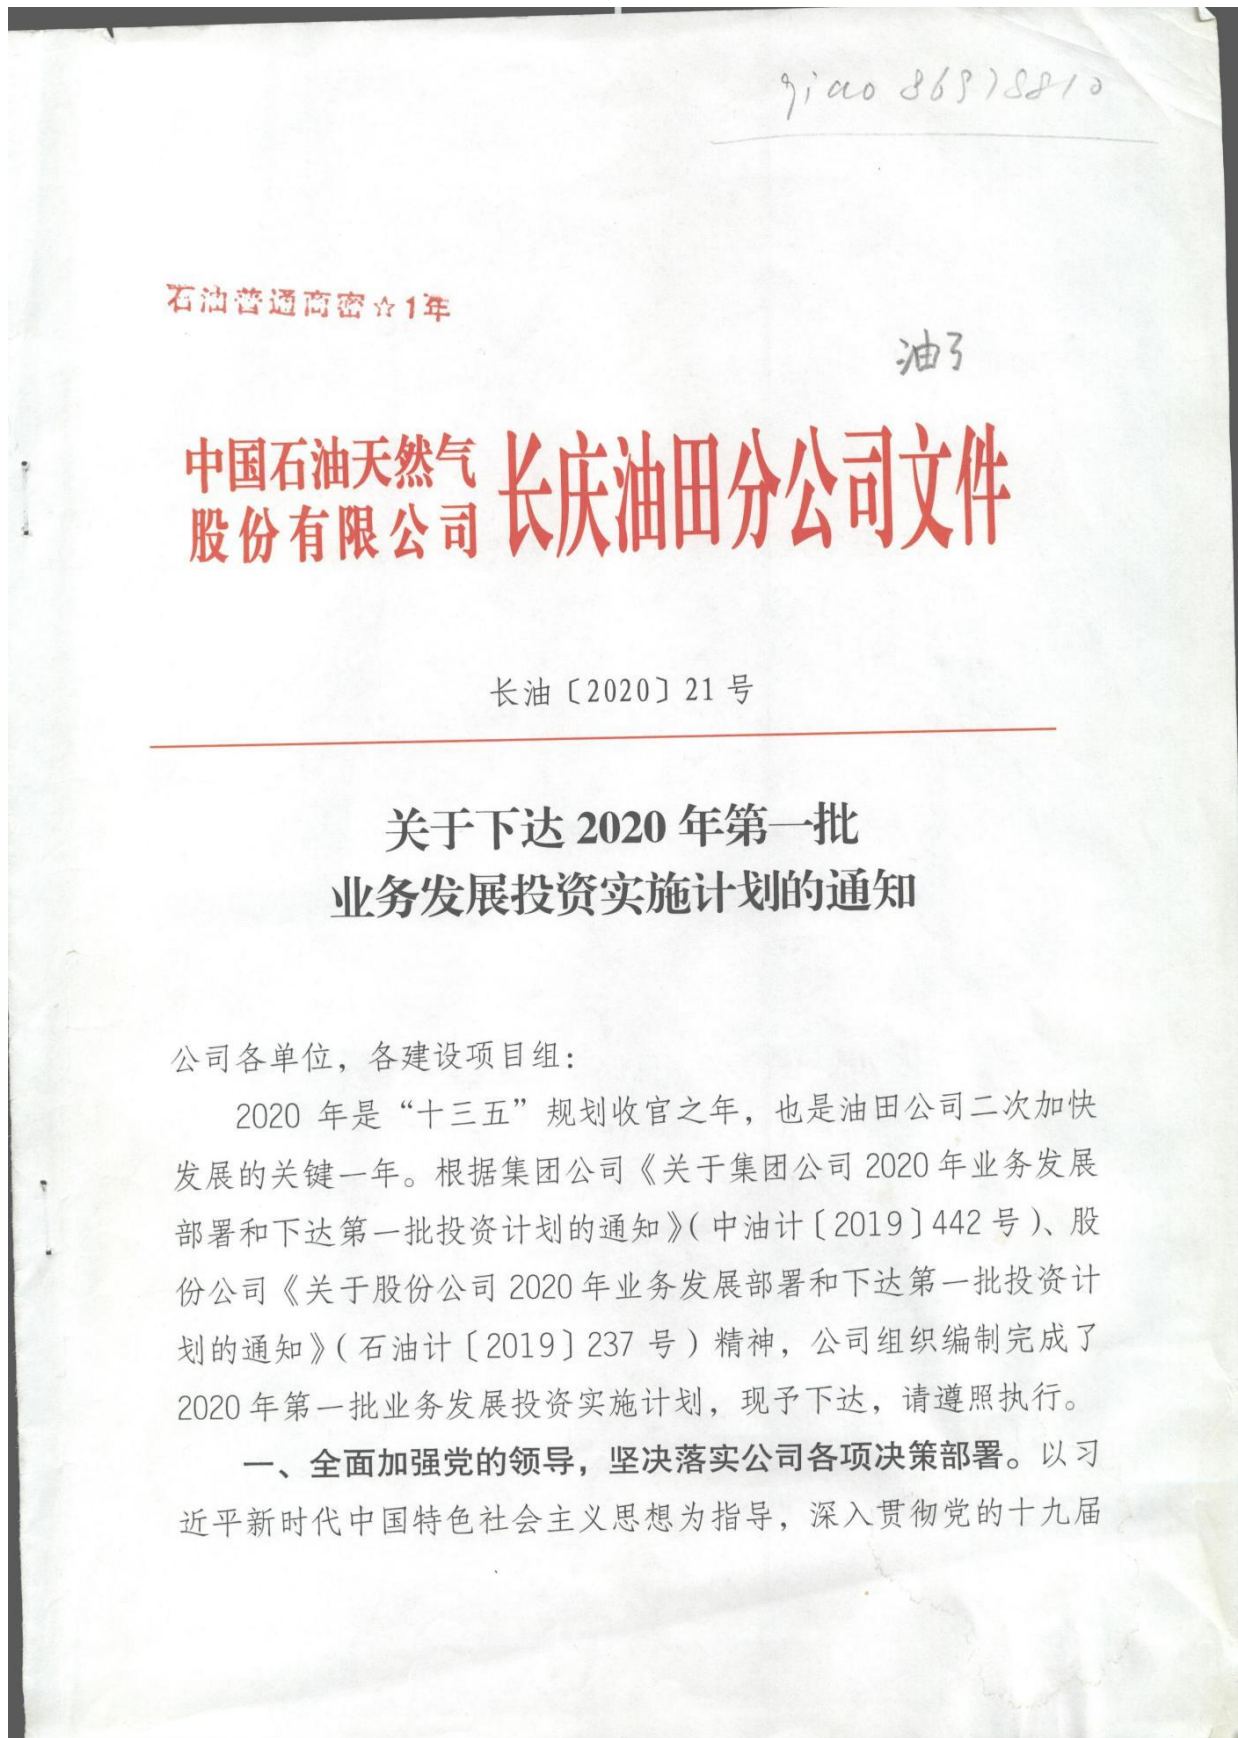 石油普通商密☆1年
中国石油天然气
股份有限公司
长庆油田分公司文件
长油〔2020〕21号
关于下达2020年第一批
业务发展投资实施计划的通知
公司各单位，各建设项目组：
2020 年是“十三五”规划收官之年，也是油田公司二次加快
发展的关键一年。根据集团公司《关于集团公司2020年业务发展
部署和下达第一批投资计划的通知》（中油计〔2019〕442号）、股
份公司《关于股份公司2020年业务发展部署和下达第一批投资计
划的通知》（石油计〔2019〕237号）精神，公司组织编制完成了
2020年第一批业务发展投资实施计划，现予下达，请遵照执行。
一、全面加强党的领导，坚决落实公司各项决策部署。以习
近平新时代中国特色社会主义思想为指导，深入贯彻党的十九届